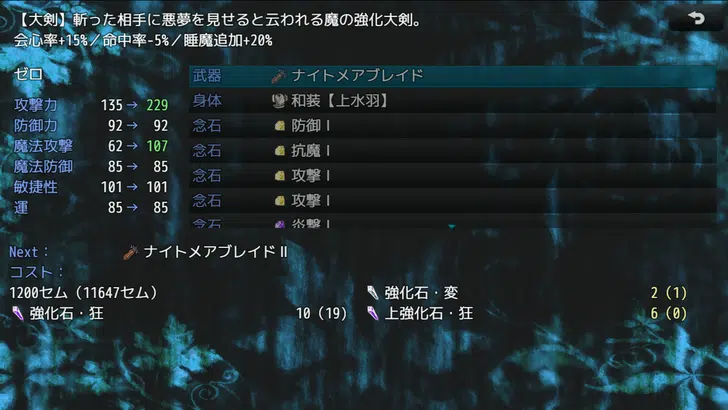 【大剣】斬った相手に悪夢を見せると云われる魔の強化大剣。
会心率+15%／命中率-5%／睡魔追加+20%
ゼロ
攻撃力 135→229
防御力 92→92
魔法攻撃 62→107
魔法防御 85→85
敏捷性 101→101
運 85→85
武器 ナイトメアブレイド
身体 和装【上水羽】
念石 防御Ⅰ
念石 抗魔Ⅰ
念石 攻撃Ⅰ
念石 攻撃Ⅰ
念石 炎撃Ⅰ
Next： ナイトメアブレイドⅡ
コスト：
1200セム（11647セム）
強化石・変 2（1）
強化石・狂 10（19）
上強化石・狂 6（0）